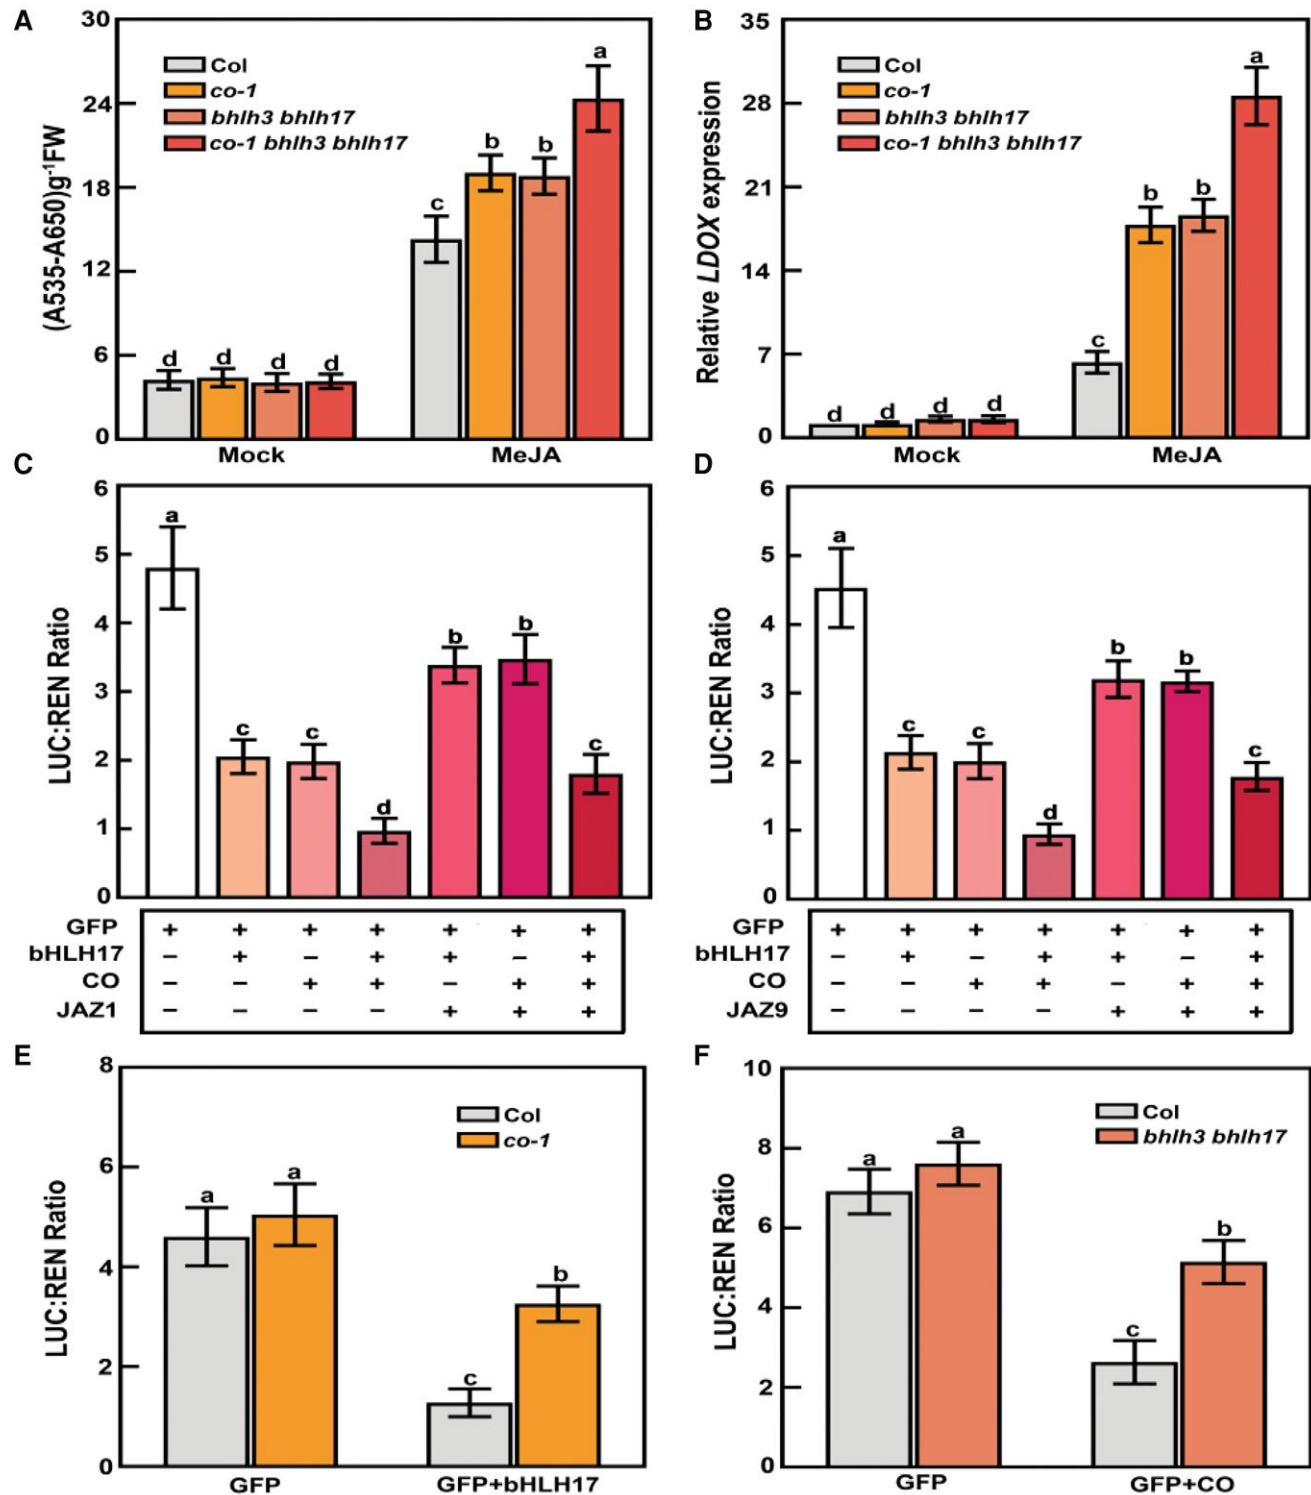 A
30
24
18
12
6
0
(A535-A650)g⁻¹FW
Col
co-1
bhlh3 bhlh17
co-1 bhlh3 bhlh17
d d d d
c b b a
Mock MeJA
B
35
28
21
14
7
0
Relative LDOX expression
Col
co-1
bhlh3 bhlh17
co-1 bhlh3 bhlh17
d d d d
c b b a
Mock MeJA
C
6
5
4
3
2
1
0
LUC:REN Ratio
a c c d b b c
GFP + + + + + + +
bHLH17 – + – + + – +
CO – – + + – + +
JAZ1 – – – – + + +
D
6
5
4
3
2
1
0
LUC:REN Ratio
a c c d b b c
GFP + + + + + + +
bHLH17 – + – + + – +
CO – – + + – + +
JAZ9 – – – – + + +
E
8
6
4
2
0
LUC:REN Ratio
Col
co-1
a a c b
GFP GFP+bHLH17
F
10
8
6
4
2
0
LUC:REN Ratio
Col
bhlh3 bhlh17
a a c b
GFP GFP+CO